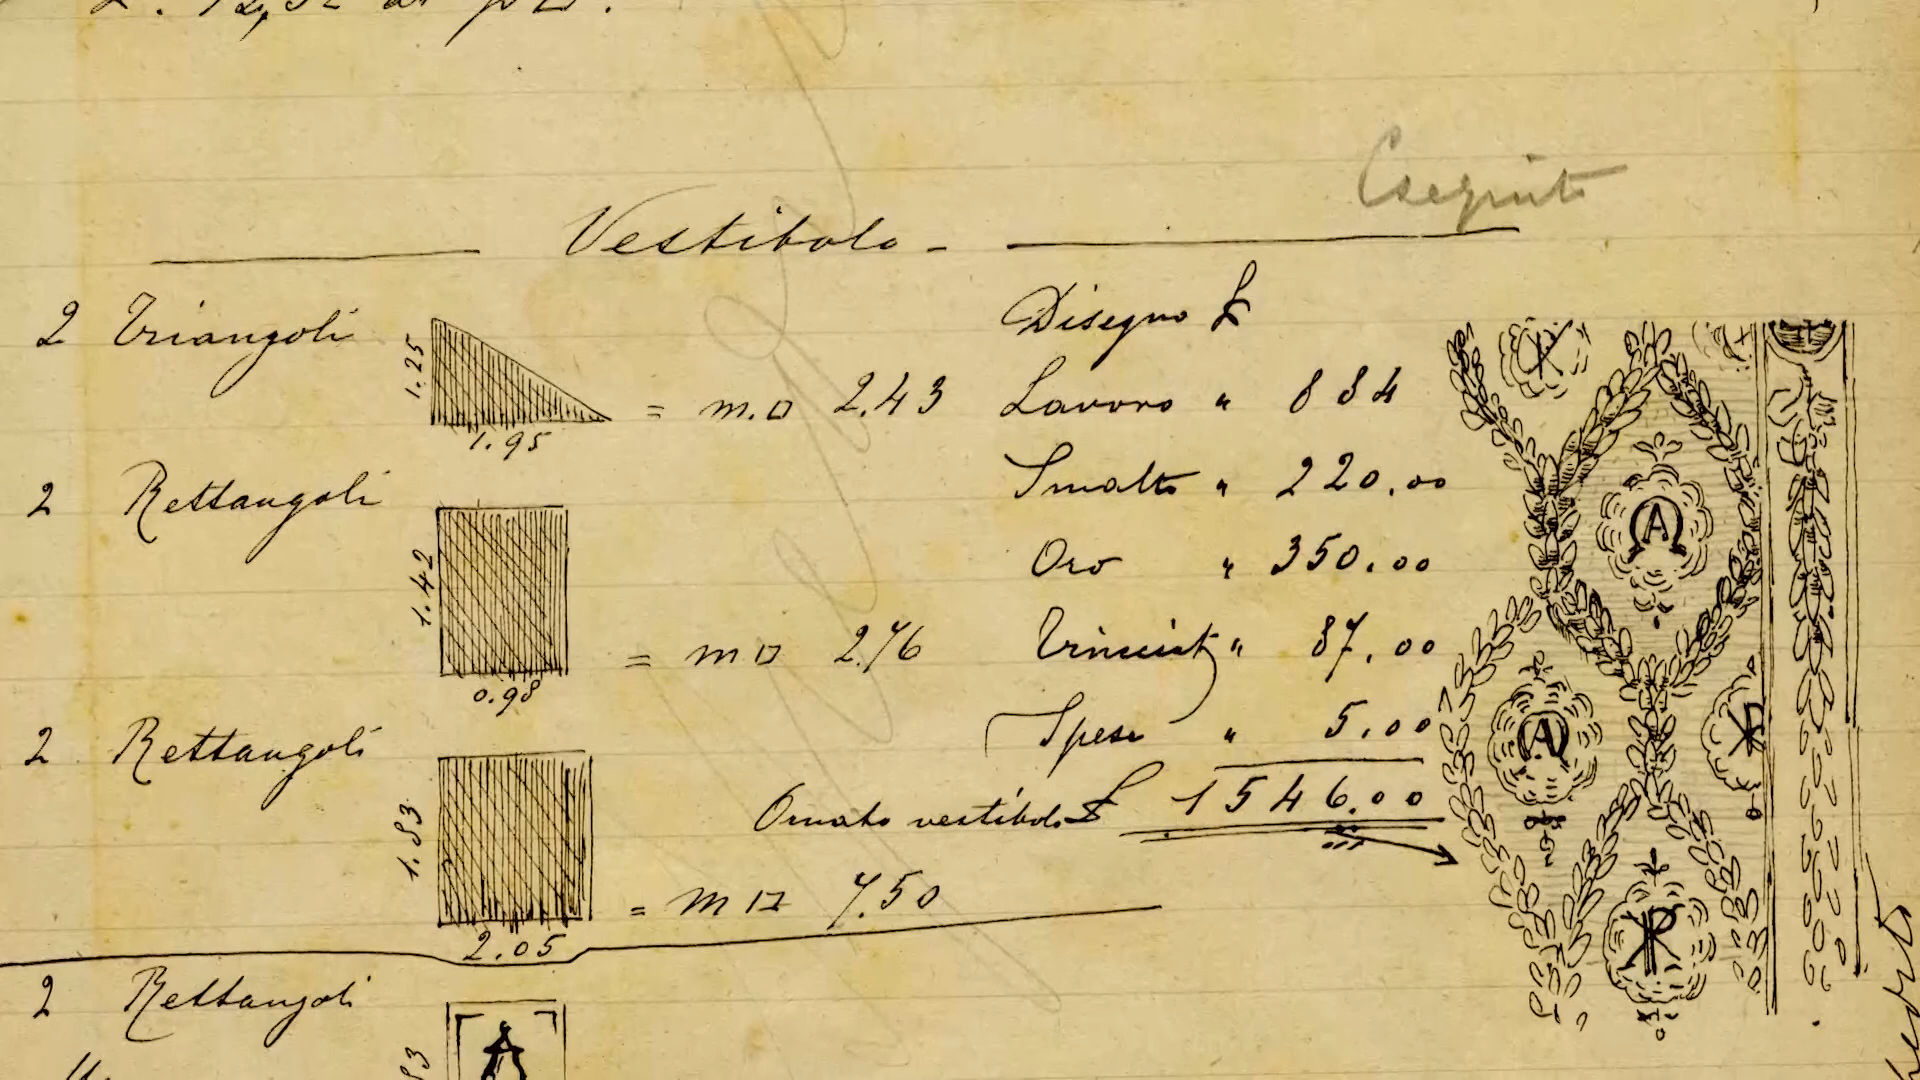 Eseguito
Vestibolo -
2 Triangoli 1.25 1.95 = m.□ 2.43
2 Rettangoli 1.42 0.98 = m □ 2.76
2 Rettangoli 1.83 2.05 = m □ 7.50
Disegno £
Lavoro " 884
Smalto " 220.00
Oro " 350.00
" 87.00
Spese " 5.00
Ornato vestibolo £ 1546.00
A Ω
A
P
2 Rettangoli
A